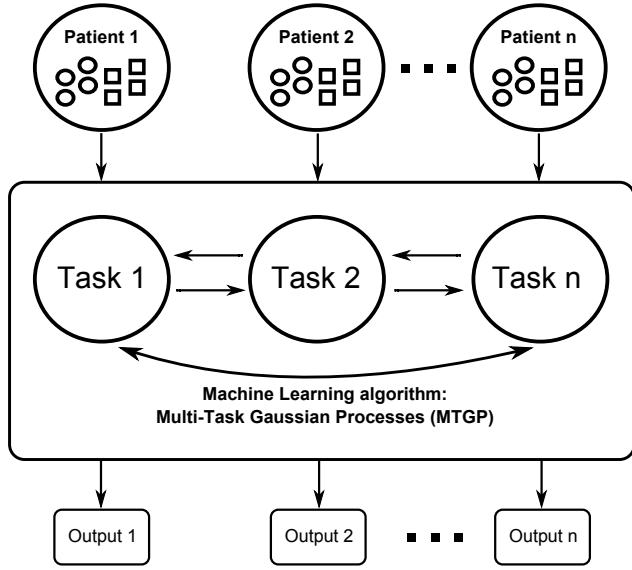 Patient 1
Patient 2
Patient n
Task 1
Task 2
Task n
Machine Learning algorithm:
Multi-Task Gaussian Processes (MTGP)
Output 1
Output 2
Output n